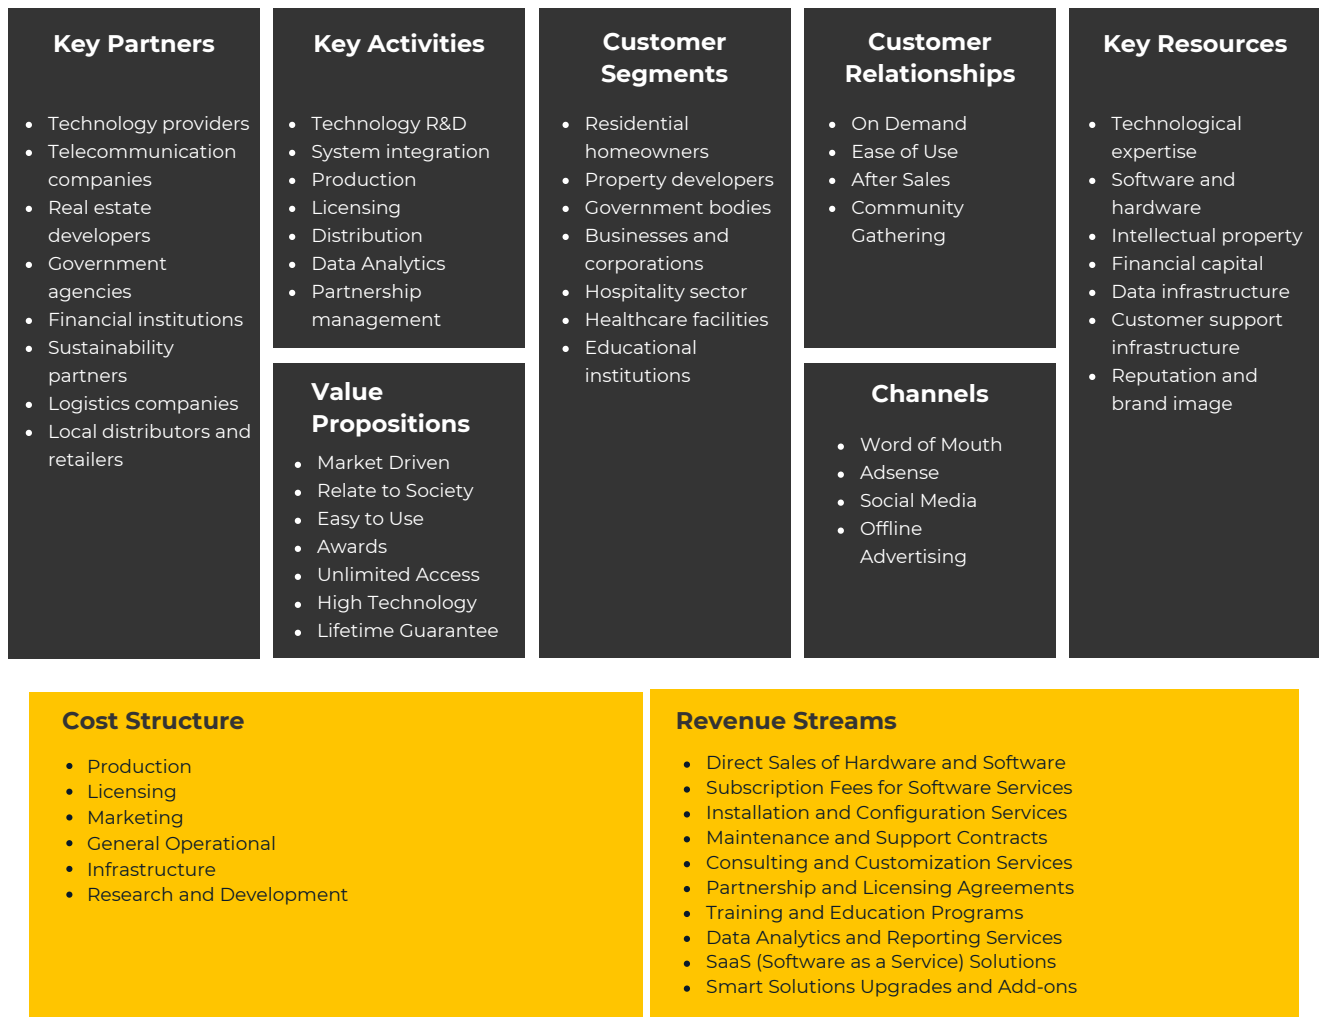 Key Partners
Technology providers
Telecommunication
companies
Real estate
developers
Government
agencies
Financial institutions
Sustainability
partners
Logistics companies
Local distributors and
retailers
Key Activities
Technology R&D
System integration
Production
Licensing
Distribution
Data Analytics
Partnership
management
Value
Propositions
Market Driven
Relate to Society
Easy to Use
Awards
Unlimited Access
High Technology
Lifetime Guarantee
Customer
Segments
Residential
homeowners
Property developers
Government bodies
Businesses and
corporations
Hospitality sector
Healthcare facilities
Educational
institutions
Customer
Relationships
On Demand
Ease of Use
After Sales
Community
Gathering
Channels
Word of Mouth
Adsense
Social Media
Offline
Advertising
Key Resources
Technological
expertise
Software and
hardware
Intellectual property
Financial capital
Data infrastructure
Customer support
infrastructure
Reputation and
brand image
Cost Structure
Production
Licensing
Marketing
General Operational
Infrastructure
Research and Development
Revenue Streams
Direct Sales of Hardware and Software
Subscription Fees for Software Services
Installation and Configuration Services
Maintenance and Support Contracts
Consulting and Customization Services
Partnership and Licensing Agreements
Training and Education Programs
Data Analytics and Reporting Services
SaaS (Software as a Service) Solutions
Smart Solutions Upgrades and Add-ons